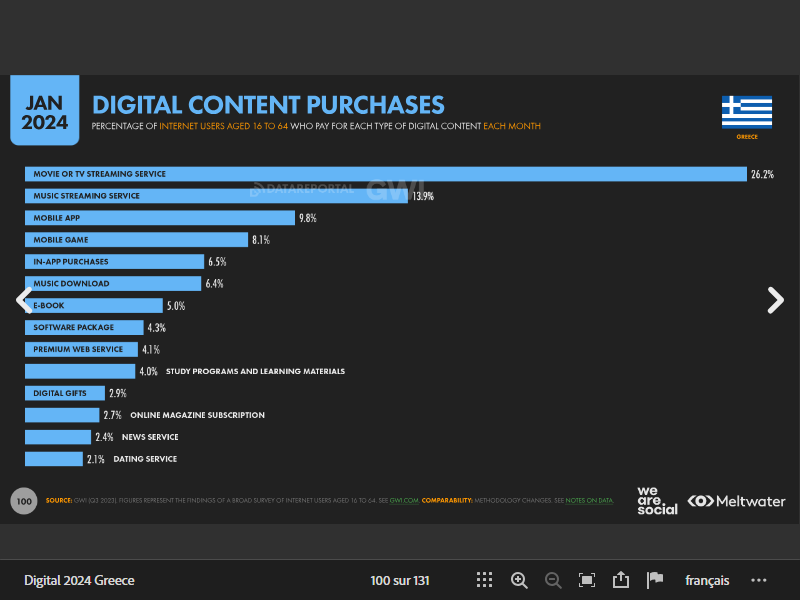 JAN
2024
DIGITAL CONTENT PURCHASES
PERCENTAGE OF INTERNET USERS AGED 16 TO 64 WHO PAY FOR EACH TYPE OF DIGITAL CONTENT EACH MONTH
GREECE
MOVIE OR TV STREAMING SERVICE 26.2%
DATAREPORTAL GWI.
MUSIC STREAMING SERVICE 13.9%
MOBILE APP 9.8%
MOBILE GAME 8.1%
IN-APP PURCHASES 6.5%
MUSIC DOWNLOAD 6.4%
E-BOOK 5.0%
SOFTWARE PACKAGE 4.3%
PREMIUM WEB SERVICE 4.1%
4.0% STUDY PROGRAMS AND LEARNING MATERIALS
DIGITAL GIFTS 2.9%
2.7% ONLINE MAGAZINE SUBSCRIPTION
2.4% NEWS SERVICE
2.1% DATING SERVICE
100
SOURCE: GWI (Q3 2023). FIGURES REPRESENT THE FINDINGS OF A BROAD SURVEY OF INTERNET USERS AGED 16 TO 64. SEE GWI.COM. COMPARABILITY: METHODOLOGY CHANGES. SEE NOTES ON DATA.
we
are.
social
Meltwater
Digital 2024 Greece
100 sur 131
français